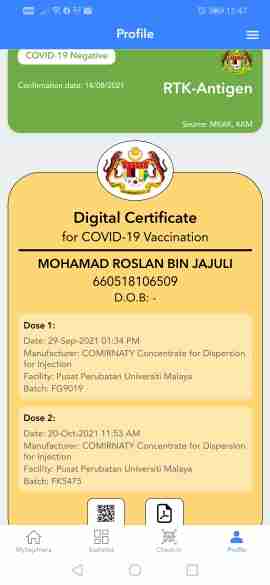 15:47
Profile
COVID-19 Negative
Confirmation date: 14/08/2021
RTK-Antigen
Source: MKAK, KKM
Digital Certificate
for COVID-19 Vaccination
MOHAMAD ROSLAN BIN JAJULI
660518106509
D.O.B: -
Dose 1:
Date: 29-Sep-2021 01:34 PM
Manufacturer: COMIRNATY Concentrate for Dispersion
for Injection
Facility: Pusat Perubatan Universiti Malaya
Batch: FG9019
Dose 2:
Date: 20-Oct-2021 11:53 AM
Manufacturer: COMIRNATY Concentrate for Dispersion
for Injection
Facility: Pusat Perubatan Universiti Malaya
Batch: FK5475
MySejahtera
Statistics
Check-in
Profile